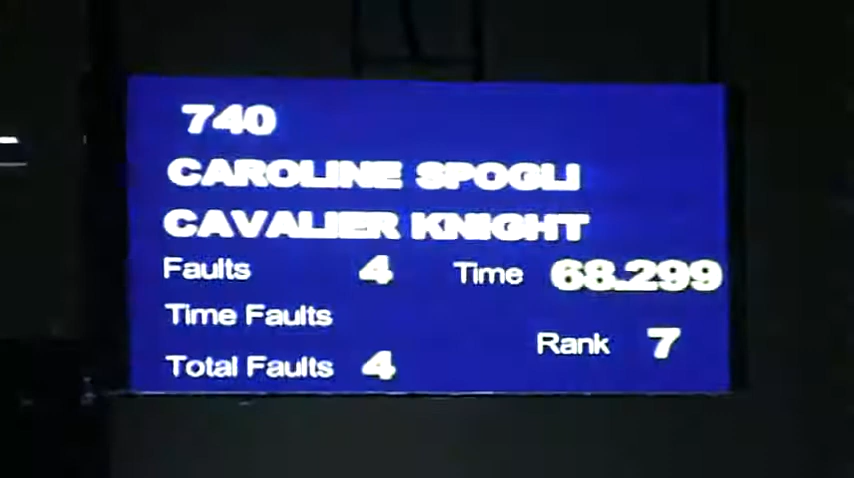 740
CAROLINE SPOGLI
CAVALIER KNIGHT
Faults 4 Time 68.299
Time Faults
Rank 7
Total Faults 4